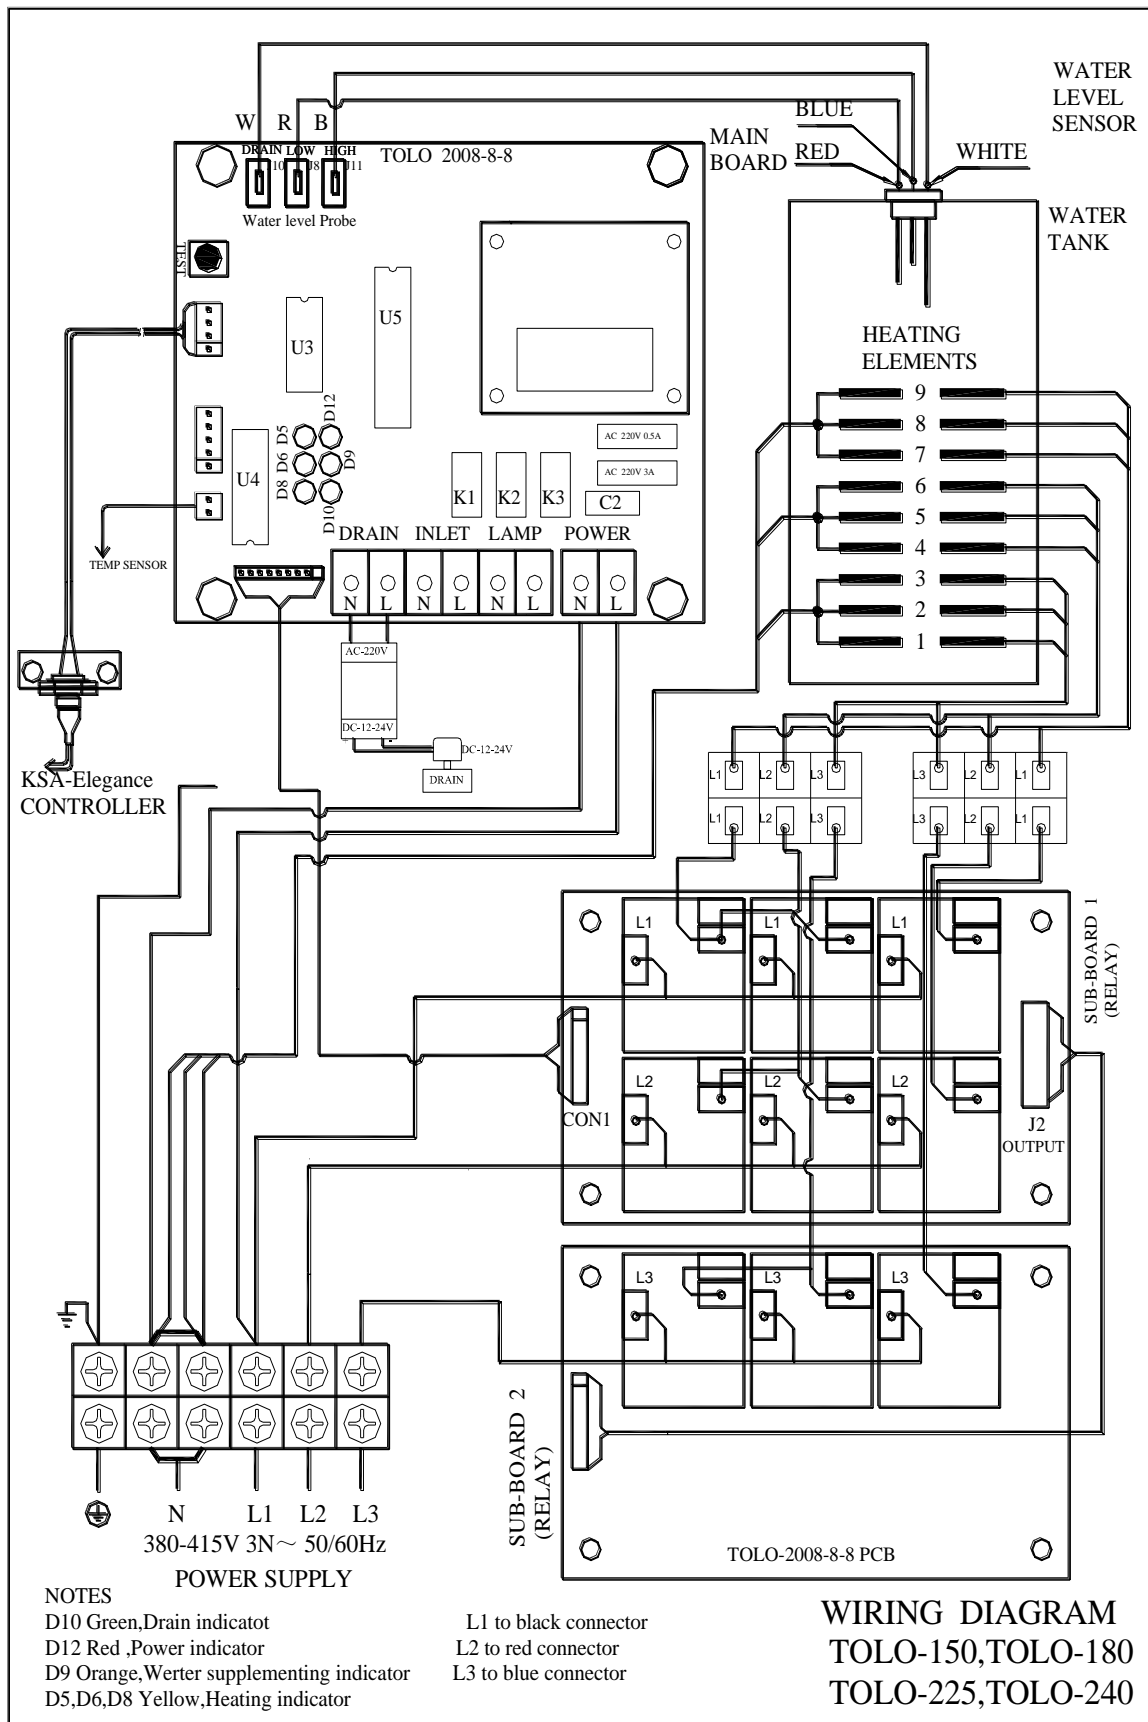 WATER
LEVEL
SENSOR
BLUE
MAIN
BOARD
RED
WHITE
W R B
DRAIN LOW HIGH
J10 J8 J11
TOLO 2008-8-8
Water level Probe
WATER
TANK
TEST
U5
U3
HEATING
ELEMENTS
9
8
7
6
5
4
3
2
1
D12
D5
D6
D9
D8
D10
U4
AC 220V 0.5A
AC 220V 3A
K1 K2 K3
C2
DRAIN INLET LAMP POWER
N L N L N L N L
TEMP SENSOR
AC-220V
DC-12-24V
DC-12-24V
DRAIN
KSA-Elegance
CONTROLLER
L1 L2 L3 L3 L2 L1
L1 L2 L3 L3 L2 L1
L1 L1 L1
SUB-BOARD 1
(RELAY)
L2 L2 L2
CON1
J2
OUTPUT
L3 L3 L3
SUB-BOARD 2
(RELAY)
TOLO-2008-8-8 PCB
N L1 L2 L3
380-415V 3N～ 50/60Hz
POWER SUPPLY
NOTES
D10 Green,Drain indicatot
D12 Red ,Power indicator
D9 Orange,Werter supplementing indicator
D5,D6,D8 Yellow,Heating indicator
L1 to black connector
L2 to red connector
L3 to blue connector
WIRING DIAGRAM
TOLO-150,TOLO-180
TOLO-225,TOLO-240